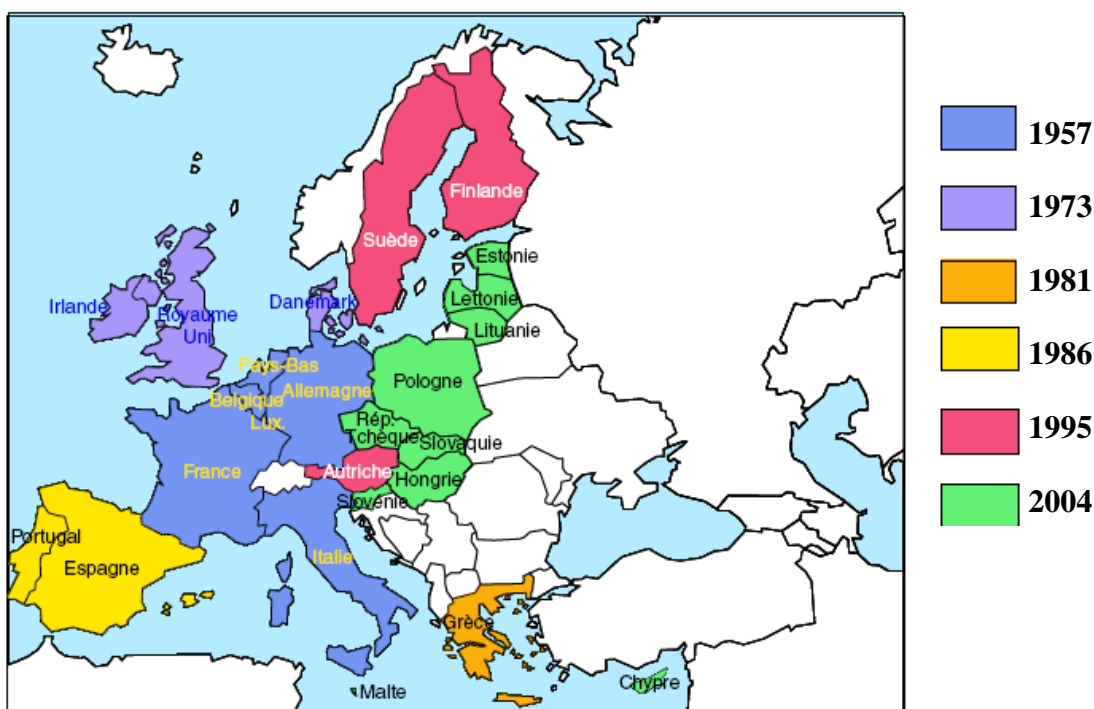 Finlande
Suède
Estonie
Lettonie
Lituanie
Irlande
Royaume
Uni
Danemark
Pays-Bas
Allemagne
Belgique
Lux.
Pologne
Rép.
Tchèque
Slovaquie
France
Autriche
Hongrie
Slovénie
Portugal
Espagne
Italie
Grèce
Malte
Chypre
1957
1973
1981
1986
1995
2004